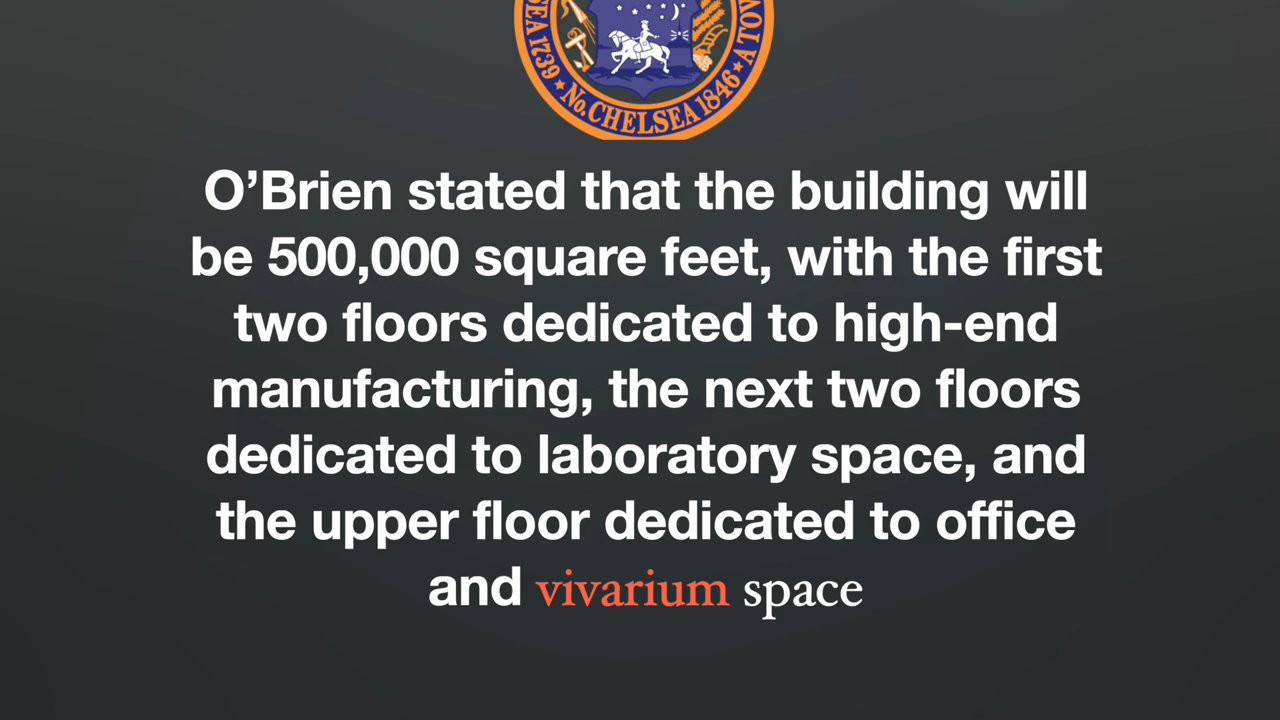 SEA 1739 ★ No. CHELSEA 1846 ★ A TOW
O’Brien stated that the building will
be 500,000 square feet, with the first
two floors dedicated to high-end
manufacturing, the next two floors
dedicated to laboratory space, and
the upper floor dedicated to office
and vivarium space